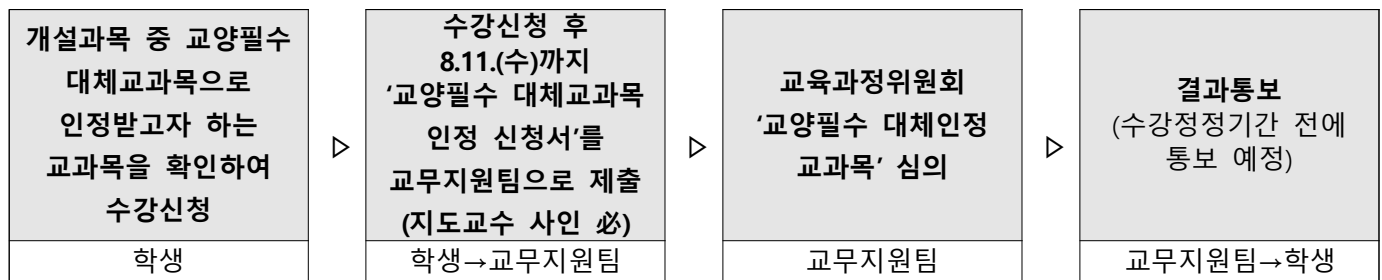 개설과목 중 교양필수
대체교과목으로
인정받고자 하는
교과목을 확인하여
수강신청
학생
▷
수강신청 후
8.11.(수)까지
‘교양필수 대체교과목
인정 신청서’를
교무지원팀으로 제출
(지도교수 사인 必)
학생→교무지원팀
▷
교육과정위원회
‘교양필수 대체인정
교과목’ 심의
교무지원팀
▷
결과통보
(수강정정기간 전에
통보 예정)
교무지원팀→학생